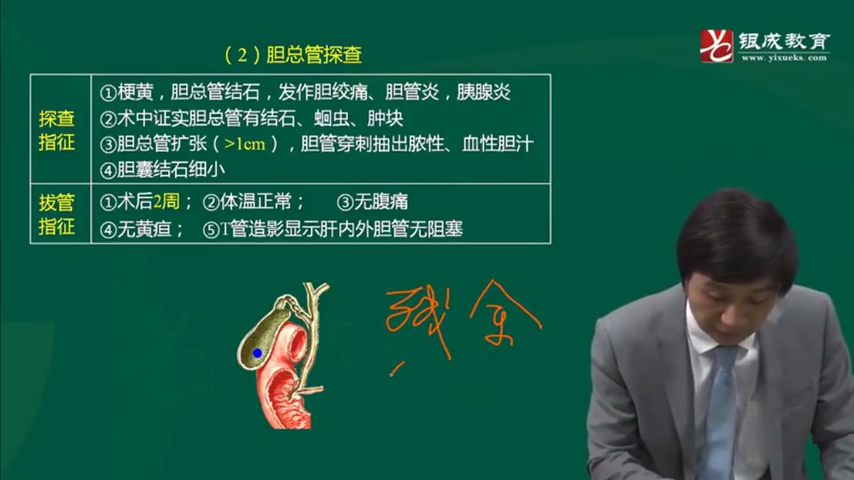 （2）胆总管探查
银成教育
www.yixueks.com
探查指征
①梗黄，胆总管结石，发作胆绞痛、胆管炎，胰腺炎
②术中证实胆总管有结石、蛔虫、肿块
③胆总管扩张（>1cm），胆管穿刺抽出脓性、血性胆汁
④胆囊结石细小
拔管指征
①术后2周； ②体温正常； ③无腹痛
④无黄疸； ⑤T管造影显示肝内外胆管无阻塞
残余